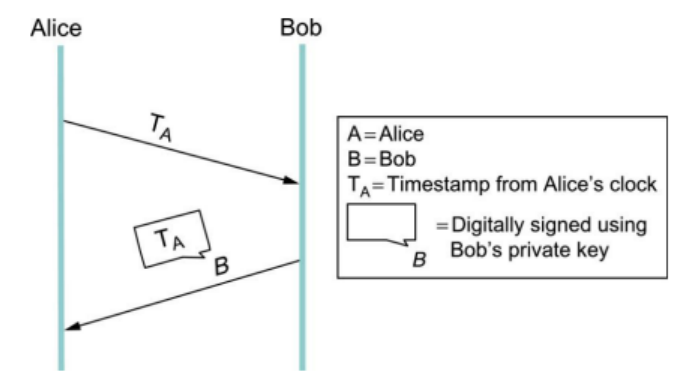 Alice
Bob
T_A
T_A
B
A=Alice
B=Bob
T_A=Timestamp from Alice's clock
=Digitally signed using
Bob's private key
B